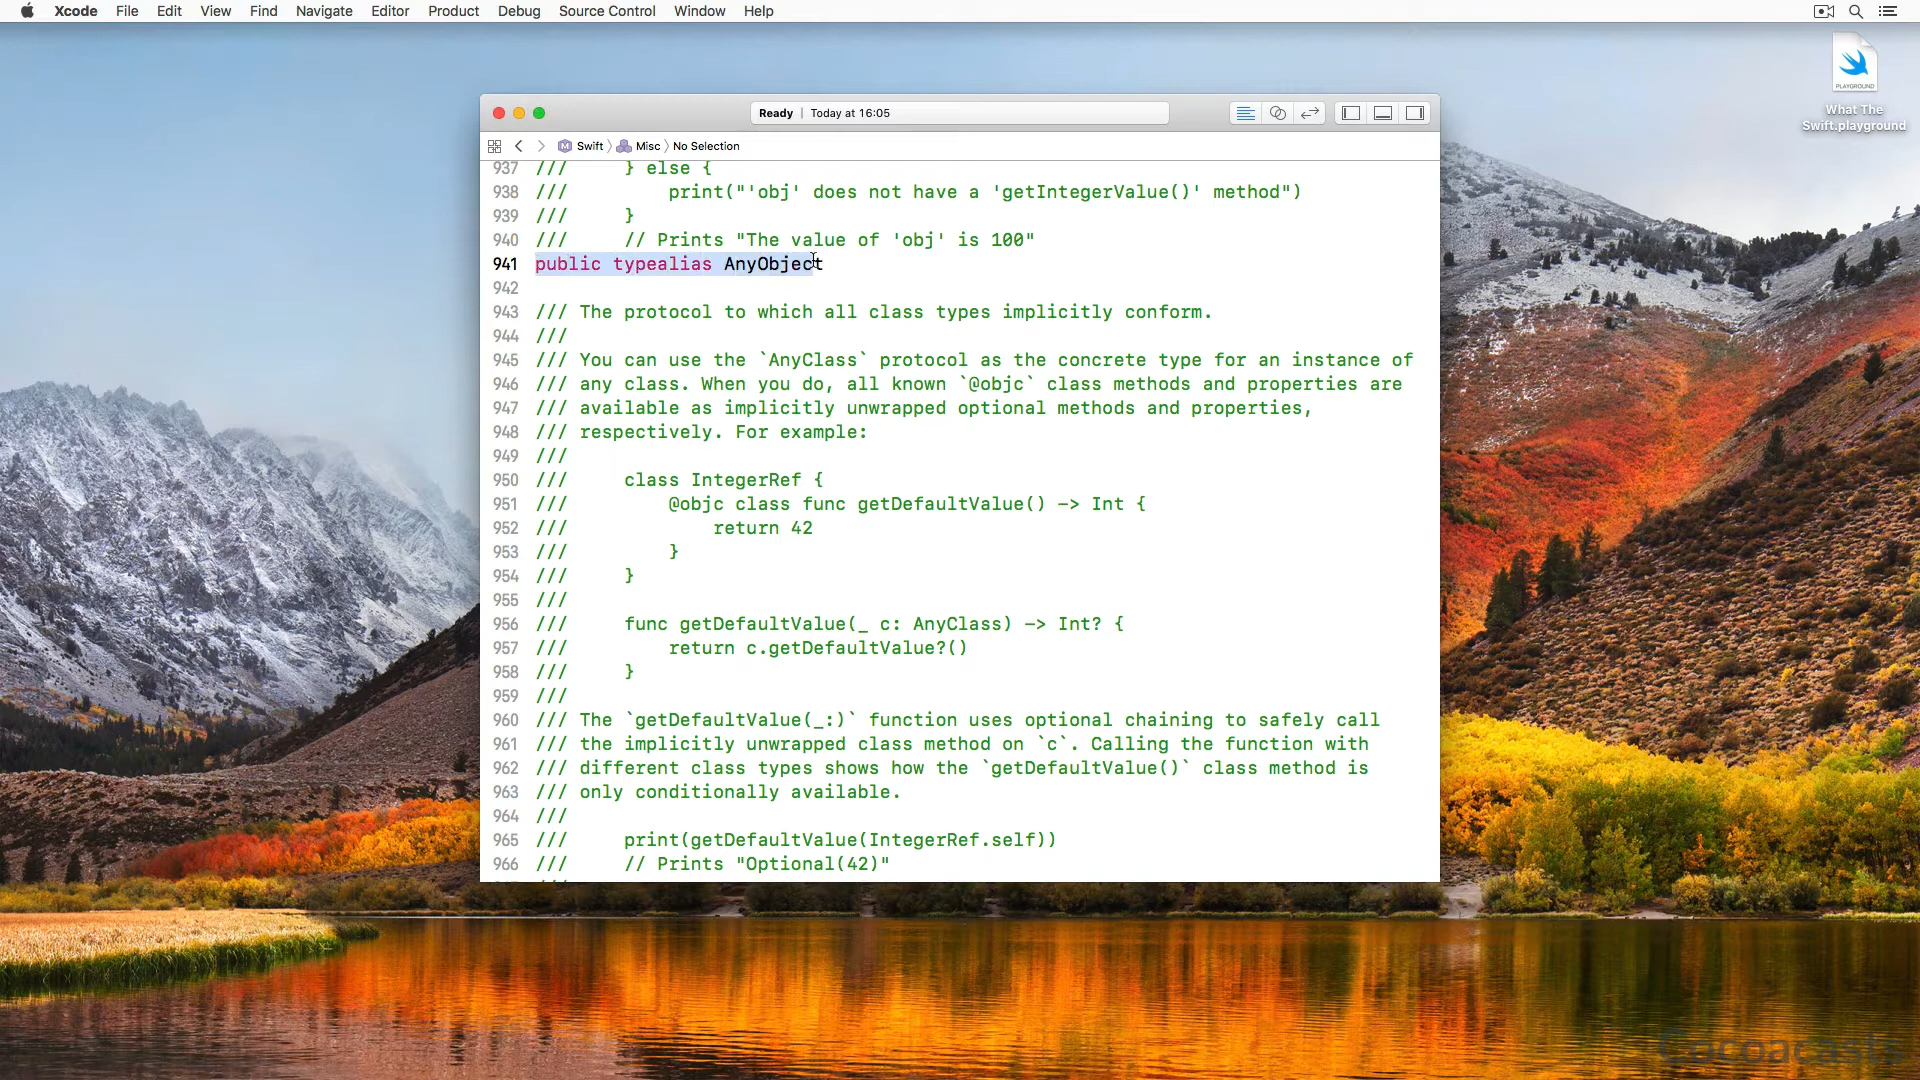 Xcode File Edit View Find Navigate Editor Product Debug Source Control Window Help
PLAYGROUND
What The
Swift.playground
Ready | Today at 16:05
Swift Misc No Selection
937 /// } else {
938 /// print("'obj' does not have a 'getIntegerValue()' method")
939 /// }
940 /// // Prints "The value of 'obj' is 100"
941 public typealias AnyObject
942
943 /// The protocol to which all class types implicitly conform.
944 ///
945 /// You can use the `AnyClass` protocol as the concrete type for an instance of
946 /// any class. When you do, all known `@objc` class methods and properties are
947 /// available as implicitly unwrapped optional methods and properties,
948 /// respectively. For example:
949 ///
950 /// class IntegerRef {
951 /// @objc class func getDefaultValue() -> Int {
952 /// return 42
953 /// }
954 /// }
955 ///
956 /// func getDefaultValue(_ c: AnyClass) -> Int? {
957 /// return c.getDefaultValue?()
958 /// }
959 ///
960 /// The `getDefaultValue(_:)` function uses optional chaining to safely call
961 /// the implicitly unwrapped class method on `c`. Calling the function with
962 /// different class types shows how the `getDefaultValue()` class method is
963 /// only conditionally available.
964 ///
965 /// print(getDefaultValue(IntegerRef.self))
966 /// // Prints "Optional(42)"
Cocoacasts